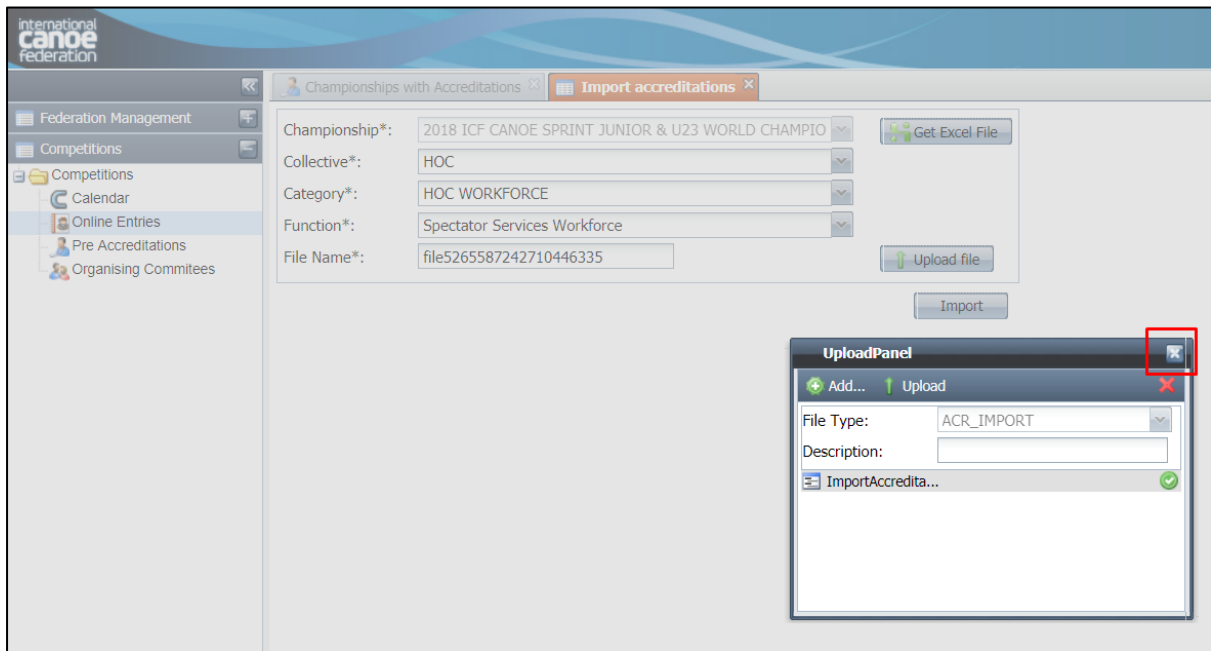 international
canoe
federation
Championships with Accreditations
Import accreditations
Federation Management
Competitions
Competitions
Calendar
Online Entries
Pre Accreditations
Organising Commitees
Championship*: 2018 ICF CANOE SPRINT JUNIOR & U23 WORLD CHAMPIO Get Excel File
Collective*: HOC
Category*: HOC WORKFORCE
Function*: Spectator Services Workforce
File Name*: file5265587242710446335 Upload file
Import
UploadPanel
Add... Upload
File Type: ACR_IMPORT
Description:
ImportAccredita...